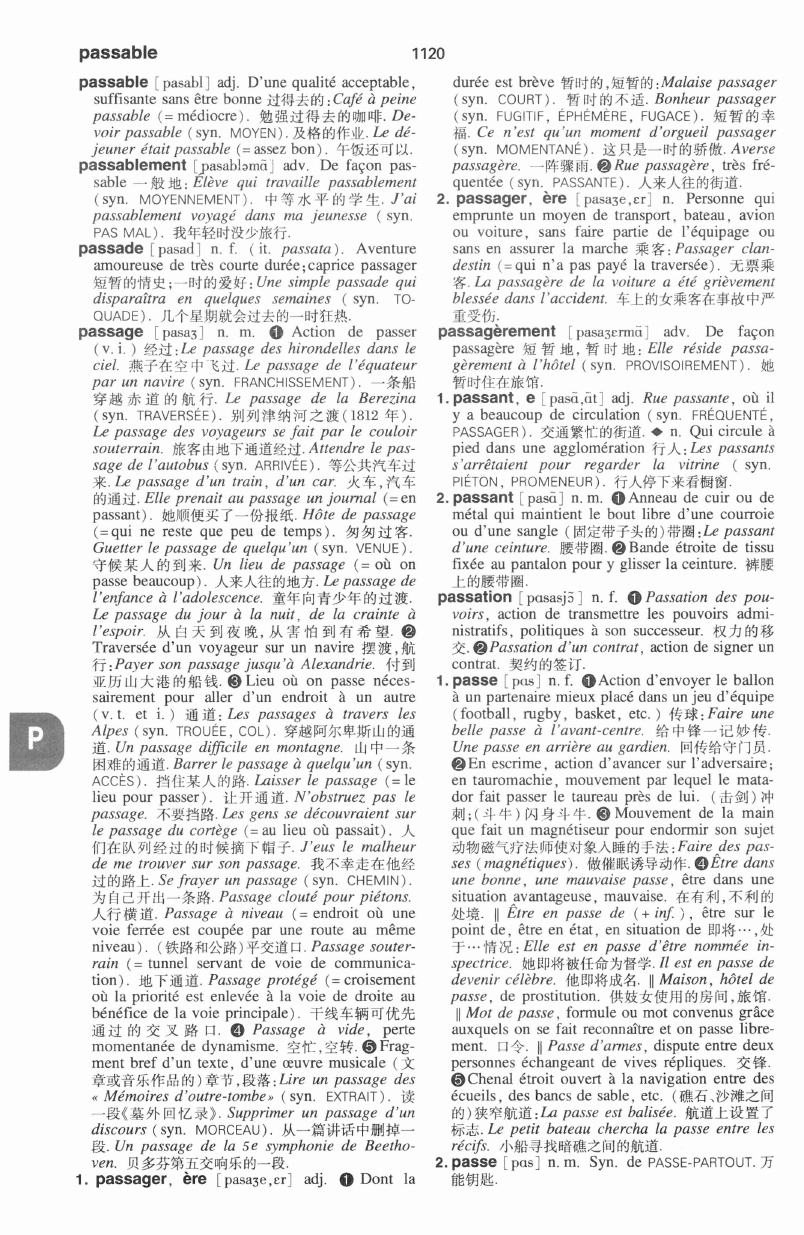 passable
1120
passable [pasabl] adj. D'une qualité acceptable,
suffisante sans être bonne 过得去的:Café à peine
passable (= médiocre). 勉强过得去的咖啡. De-
voir passable (syn. MOYEN). 及格的作业. Le dé-
jeuner était passable (= assez bon). 午饭还可以.
passablement [pasabləmɑ̃] adv. De façon pas-
sable 一般地: Élève qui travaille passablement
(syn. MOYENNEMENT). 中等水平的学生. J'ai
passablement voyagé dans ma jeunesse (syn.
PAS MAL). 我年轻时没少旅行.
passade [pasad] n. f. (it. passata). Aventure
amoureuse de très courte durée;caprice passager
短暂的情史;一时的爱好:Une simple passade qui
disparaîtra en quelques semaines (syn. TO-
QUADE). 几个星期就会过去的一时狂热.
passage [pasaʒ] n. m. ❶ Action de passer
(v. i.) 经过:Le passage des hirondelles dans le
ciel. 燕子在空中飞过. Le passage de l'équateur
par un navire (syn. FRANCHISSEMENT). 一条船
穿越赤道的航行. Le passage de la Berezina
(syn. TRAVERSÉE). 别列津纳河之渡(1812 年).
Le passage des voyageurs se fait par le couloir
souterrain. 旅客由地下通道经过. Attendre le pas-
sage de l'autobus (syn. ARRIVÉE). 等公共汽车过
来. Le passage d'un train, d'un car. 火车,汽车
的通过. Elle prenait au passage un journal (= en
passant). 她顺便买了一份报纸. Hôte de passage
(= qui ne reste que peu de temps). 匆匆过客.
Guetter le passage de quelqu'un (syn. VENUE).
守候某人的到来. Un lieu de passage (= où on
passe beaucoup). 人来人往的地方. Le passage de
l'enfance à l'adolescence. 童年向青少年的过渡.
Le passage du jour à la nuit, de la crainte à
l'espoir. 从白天到夜晚,从害怕到有希望. ❷
Traversée d'un voyageur sur un navire 摆渡,航
行:Payer son passage jusqu'à Alexandrie. 付到
亚历山大港的船钱. ❸ Lieu où on passe néces-
sairement pour aller d'un endroit à un autre
(v. t. et i.) 通道: Les passages à travers les
Alpes (syn. TROUÉE, COL). 穿越阿尔卑斯山的通
道. Un passage difficile en montagne. 山中一条
困难的通道. Barrer le passage à quelqu'un (syn.
ACCÈS). 挡住某人的路. Laisser le passage (= le
lieu pour passer). 让开通道. N'obstruez pas le
passage. 不要挡路. Les gens se découvraient sur
le passage du cortège (= au lieu où passait). 人
们在队列经过的时候摘下帽子. J'eus le malheur
de me trouver sur son passage. 我不幸走在他经
过的路上. Se frayer un passage (syn. CHEMIN).
为自己开出一条路. Passage clouté pour piétons.
人行横道. Passage à niveau (= endroit où une
voie ferrée est coupée par une route au même
niveau). (铁路和公路)平交道口. Passage souter-
rain (= tunnel servant de voie de communica-
tion). 地下通道. Passage protégé (= croisement
où la priorité est enlevée à la voie de droite au
bénéfice de la voie principale). 干线车辆可优先
通过的交叉路口. ❹ Passage à vide, perte
momentanée de dynamisme. 空忙,空转. ❺ Frag-
ment bref d'un texte, d'une œuvre musicale (文
章或音乐作品的)章节,段落:Lire un passage des
« Mémoires d'outre-tombe» (syn. EXTRAIT). 读
一段《墓外回忆录》. Supprimer un passage d'un
discours (syn. MORCEAU). 从一篇讲话中删掉一
段. Un passage de la 5e symphonie de Beetho-
ven. 贝多芬第五交响乐的一段.
1. passager, ère [pasaʒe,ɛr] adj. ❶ Dont la
durée est brève 暂时的,短暂的:Malaise passager
(syn. COURT). 暂时的不适. Bonheur passager
(syn. FUGITIF, ÉPHÉMÈRE, FUGACE). 短暂的幸
福. Ce n'est qu'un moment d'orgueil passager
(syn. MOMENTANÉ). 这只是一时的骄傲. Averse
passagère. 一阵骤雨. ❷ Rue passagère, très fré-
quentée (syn. PASSANTE). 人来人往的街道.
2. passager, ère [pasaʒe,ɛr] n. Personne qui
emprunte un moyen de transport, bateau, avion
ou voiture, sans faire partie de l'équipage ou
sans en assurer la marche 乘客: Passager clan-
destin (= qui n'a pas payé la traversée). 无票乘
客. La passagère de la voiture a été grièvement
blessée dans l'accident. 车上的女乘客在事故中严
重受伤.
passagèrement [pasaʒɛrmɑ̃] adv. De façon
passagère 短暂地,暂时地: Elle réside passa-
gèrement à l'hôtel (syn. PROVISOIREMENT). 她
暂时住在旅馆.
1. passant, e [pasɑ̃,ɑ̃t] adj. Rue passante, où il
y a beaucoup de circulation (syn. FRÉQUENTÉ,
PASSAGER). 交通繁忙的街道. ◆ n. Qui circule à
pied dans une agglomération 行人: Les passants
s'arrêtaient pour regarder la vitrine (syn.
PIÉTON, PROMENEUR). 行人停下来看橱窗.
2. passant [pasɑ̃] n. m. ❶ Anneau de cuir ou de
métal qui maintient le bout libre d'une courroie
ou d'une sangle (固定带子头的)带圈:Le passant
d'une ceinture. 腰带圈. ❷ Bande étroite de tissu
fixée au pantalon pour y glisser la ceinture. 裤腰
上的腰带圈.
passation [pɑsasjɔ̃] n. f. ❶ Passation des pou-
voirs, action de transmettre les pouvoirs admi-
nistratifs, politiques à son successeur. 权力的移
交. ❷ Passation d'un contrat, action de signer un
contrat. 契约的签订.
1. passe [pɑs] n. f. ❶ Action d'envoyer le ballon
à un partenaire mieux placé dans un jeu d'équipe
(football, rugby, basket, etc.) 传球:Faire une
belle passe à l'avant-centre. 给中锋一记妙传.
Une passe en arrière au gardien. 回传给守门员.
❷ En escrime, action d'avancer sur l'adversaire;
en tauromachie, mouvement par lequel le mata-
dor fait passer le taureau près de lui. (击剑)冲
刺;(斗牛)闪身斗牛. ❸ Mouvement de la main
que fait un magnétiseur pour endormir son sujet
动物磁气疗法师使对象入睡的手法:Faire des pas-
ses (magnétiques). 做催眠诱导动作. ❹ Être dans
une bonne, une mauvaise passe, être dans une
situation avantageuse, mauvaise. 在有利,不利的
处境. ‖ Être en passe de (+ inf.), être sur le
point de, être en état, en situation de 即将…,处
于…情况: Elle est en passe d'être nommée in-
spectrice. 她即将被任命为督学. Il est en passe de
devenir célèbre. 他即将成名. ‖ Maison, hôtel de
passe, de prostitution. 供妓女使用的房间,旅馆.
‖ Mot de passe, formule ou mot convenus grâce
auxquels on se fait reconnaître et on passe libre-
ment. 口令. ‖ Passe d'armes, dispute entre deux
personnes échangeant de vives répliques. 交锋.
❺ Chenal étroit ouvert à la navigation entre des
écueils, des bancs de sable, etc. (礁石、沙滩之间
的)狭窄航道:La passe est balisée. 航道上设置了
标志. Le petit bateau chercha la passe entre les
récifs. 小船寻找暗礁之间的航道.
2. passe [pɑs] n. m. Syn. de PASSE-PARTOUT. 万
能钥匙.
P